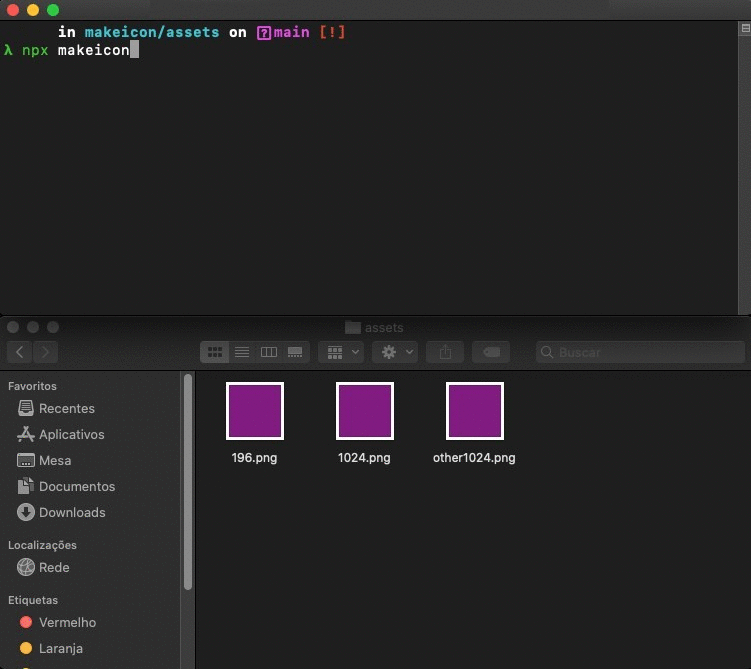 in makeicon/assets on main [!]
λ npx makeicon
assets
Buscar
Favoritos
Recentes
Aplicativos
Mesa
Documentos
Downloads
Localizações
Rede
Etiquetas
Vermelho
Laranja
196.png
1024.png
other1024.png